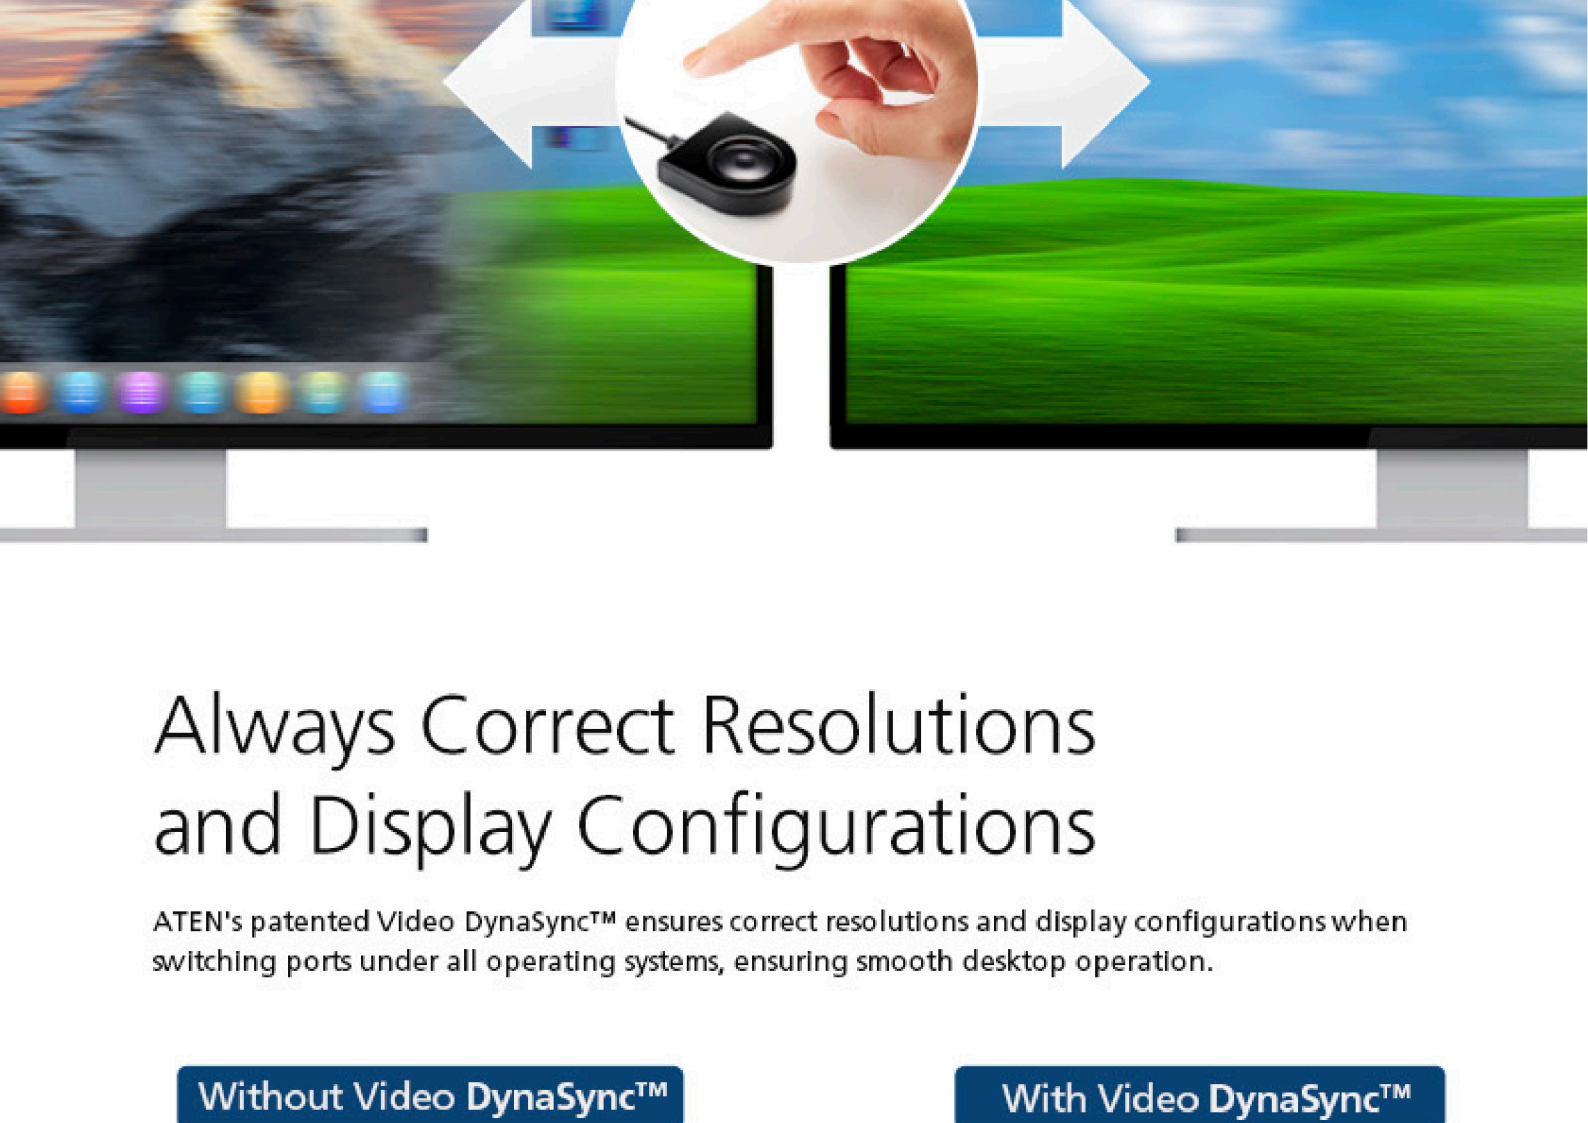 Always Correct Resolutions
and Display Configurations
ATEN's patented Video DynaSync™ ensures correct resolutions and display configurations when
switching ports under all operating systems, ensuring smooth desktop operation.
Without Video DynaSync™
With Video DynaSync™